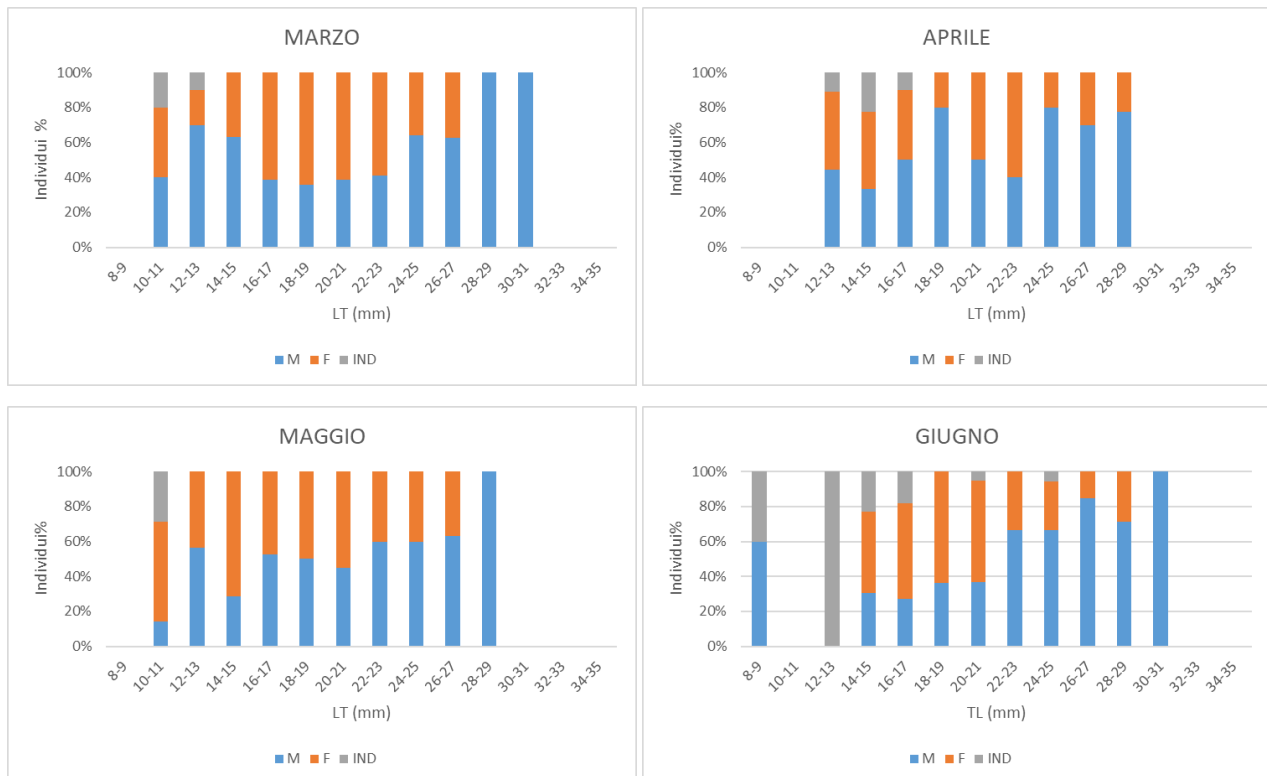 MARZO
Individui %
100%
80%
60%
40%
20%
0%
8-9 10-11 12-13 14-15 16-17 18-19 20-21 22-23 24-25 26-27 28-29 30-31 32-33 34-35
LT (mm)
M F IND
APRILE
Individui%
100%
80%
60%
40%
20%
0%
8-9 10-11 12-13 14-15 16-17 18-19 20-21 22-23 24-25 26-27 28-29 30-31 32-33 34-35
LT (mm)
M F IND
MAGGIO
Individui%
100%
80%
60%
40%
20%
0%
8-9 10-11 12-13 14-15 16-17 18-19 20-21 22-23 24-25 26-27 28-29 30-31 32-33 34-35
LT (mm)
M F IND
GIUGNO
Individui%
100%
80%
60%
40%
20%
0%
8-9 10-11 12-13 14-15 16-17 18-19 20-21 22-23 24-25 26-27 28-29 30-31 32-33 34-35
TL (mm)
M F IND